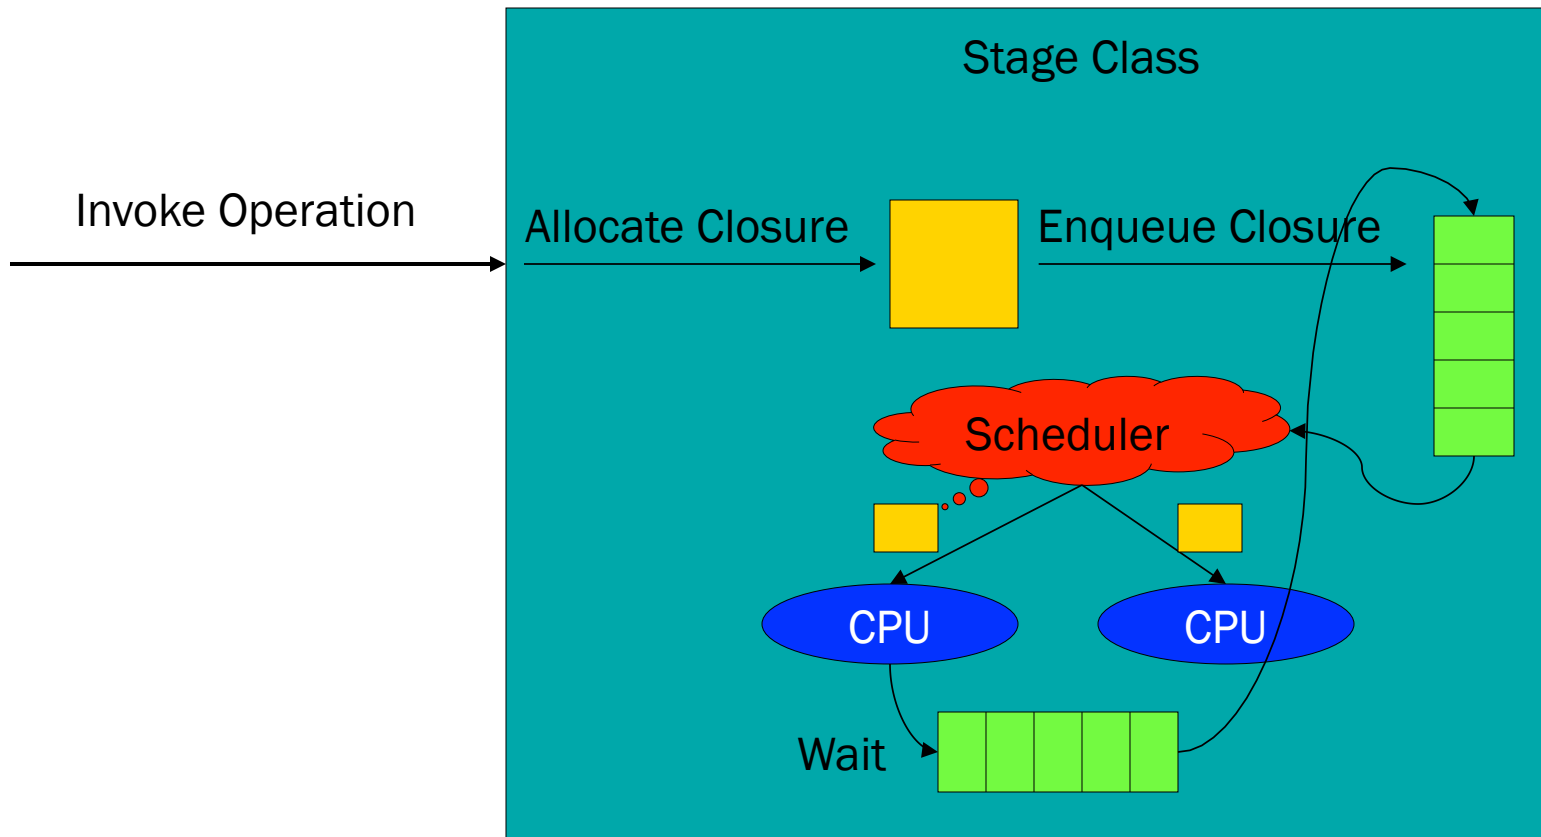 Stage Class
Invoke Operation
Allocate Closure
Enqueue Closure
Scheduler
CPU
CPU
Wait